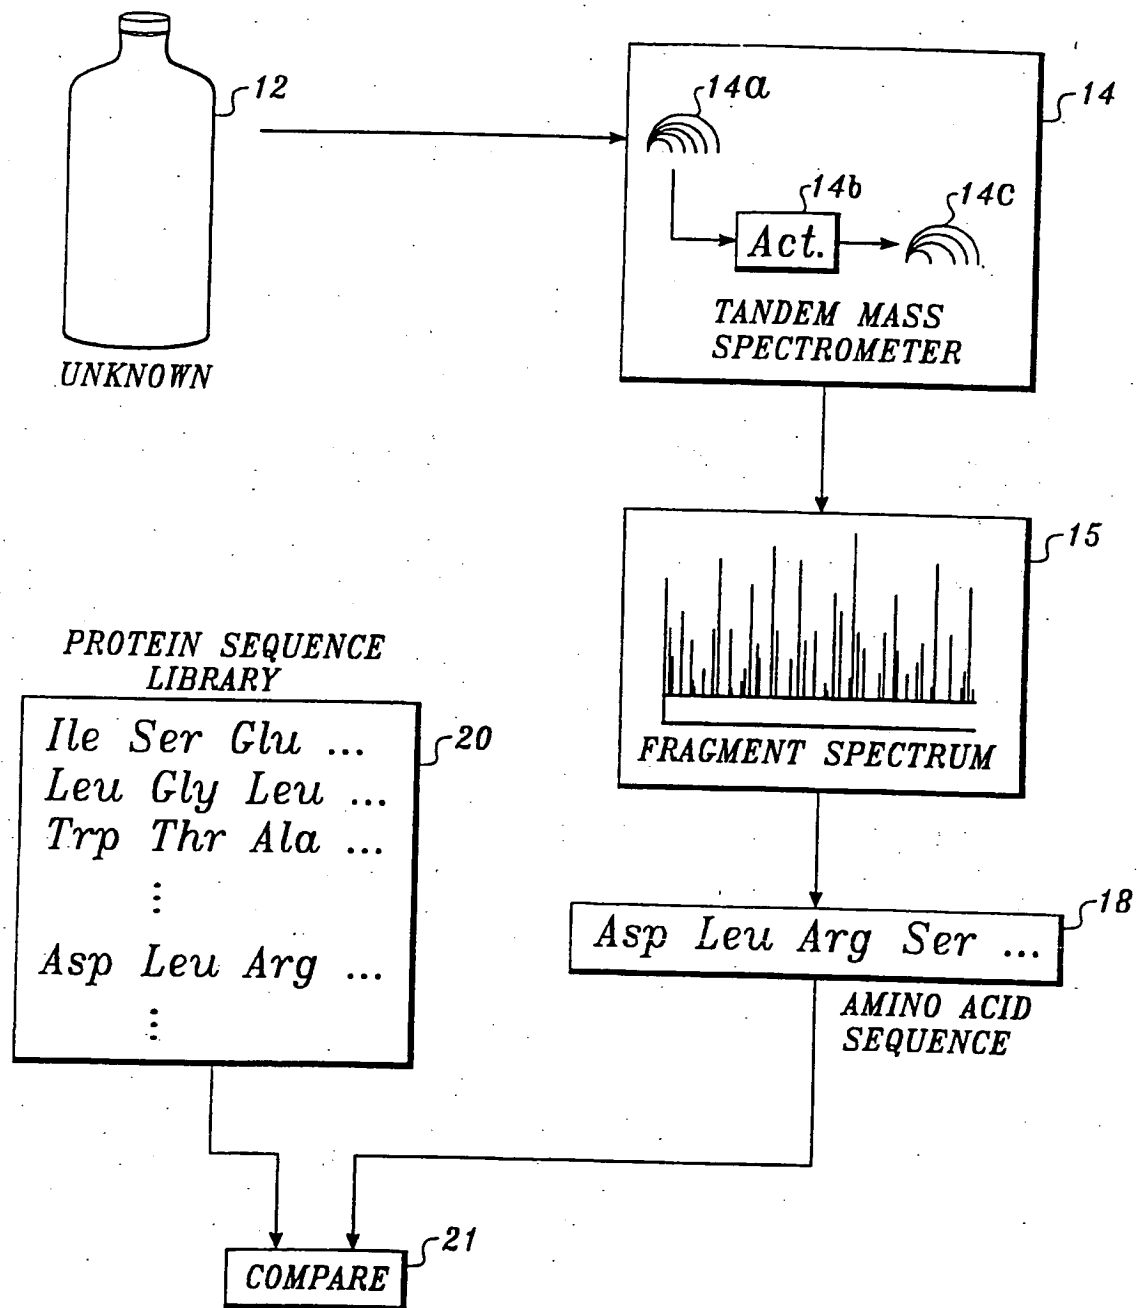 12
UNKNOWN
14a
14
14b
14c
Act.
TANDEM MASS
SPECTROMETER
15
FRAGMENT SPECTRUM
PROTEIN SEQUENCE
LIBRARY
Ile Ser Glu ...
20
Leu Gly Leu ...
Trp Thr Ala ...
⋮
Asp Leu Arg ...
⋮
18
Asp Leu Arg Ser ...
AMINO ACID
SEQUENCE
21
COMPARE